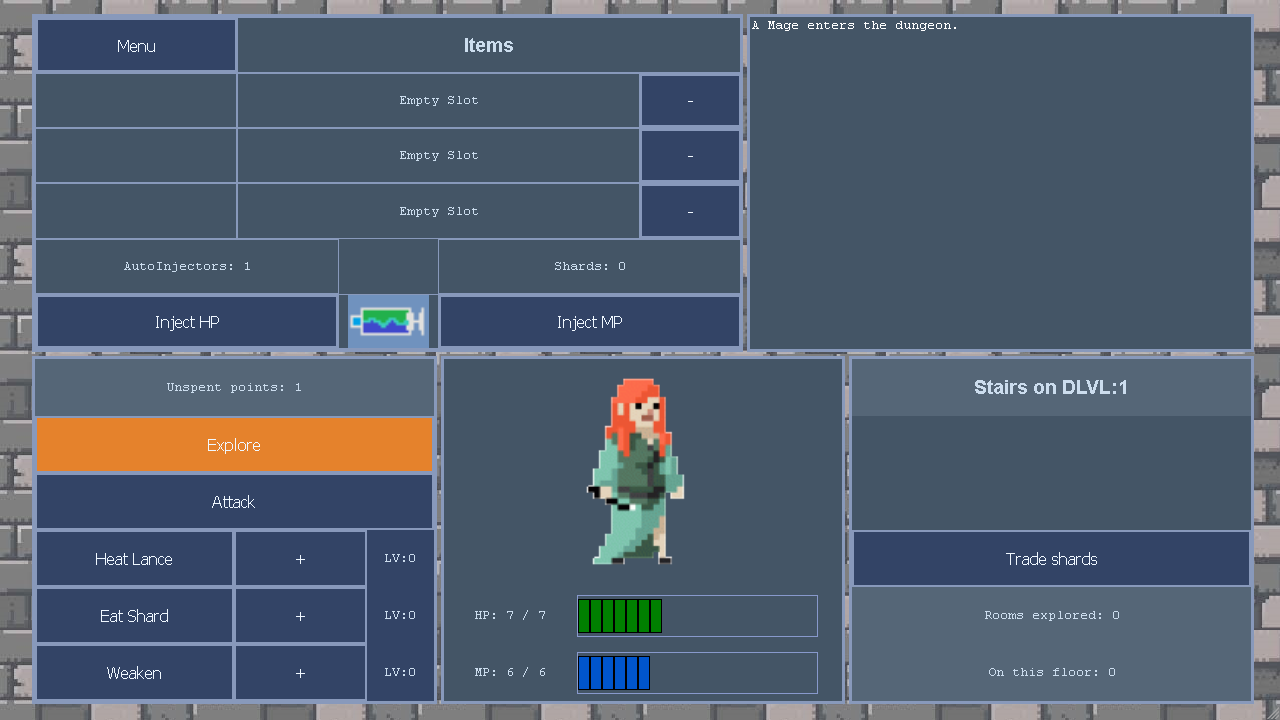 Menu
Items
A Mage enters the dungeon.
Empty Slot
-
Empty Slot
-
Empty Slot
-
AutoInjectors: 1
Shards: 0
Inject HP
Inject MP
Unspent points: 1
Explore
Attack
Heat Lance
+
LV:0
Eat Shard
+
LV:0
Weaken
+
LV:0
HP: 7 / 7
MP: 6 / 6
Stairs on DLVL:1
Trade shards
Rooms explored: 0
On this floor: 0